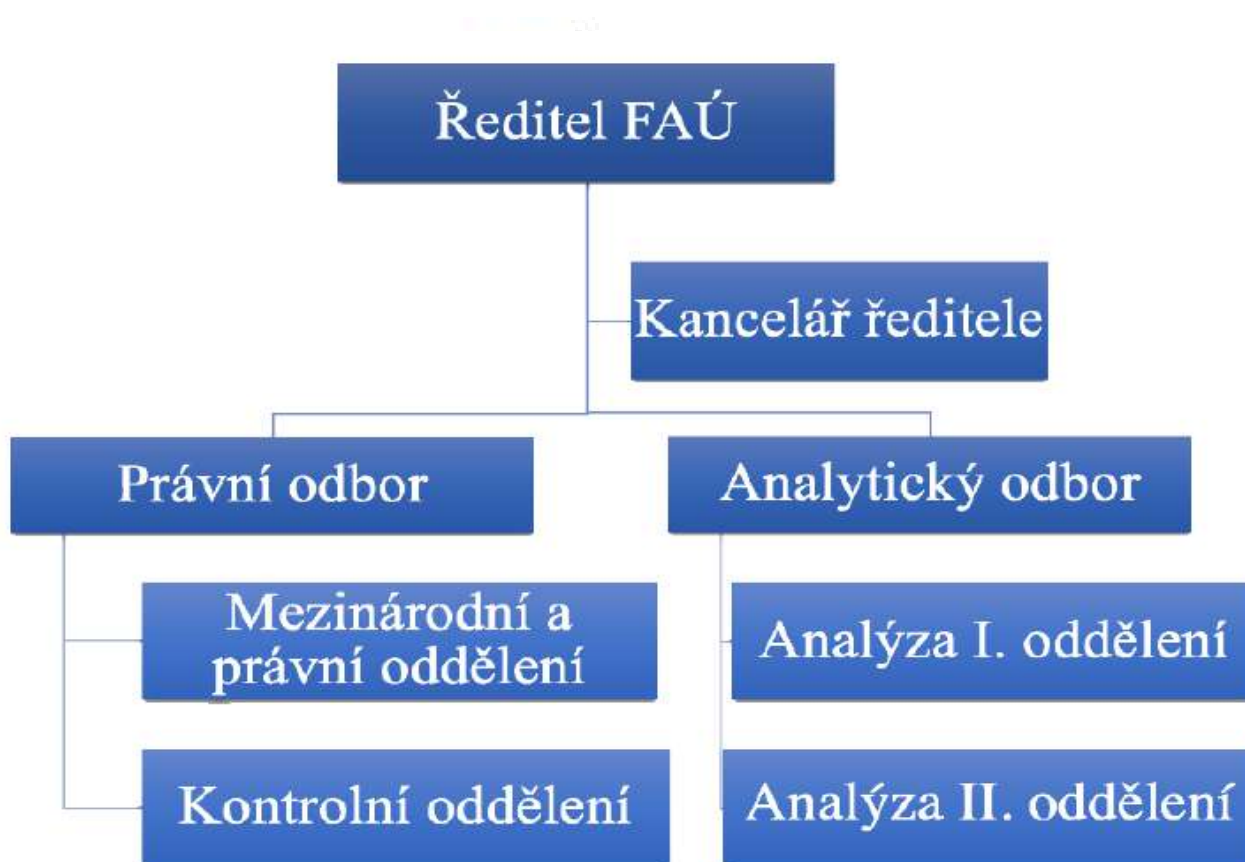 Ředitel FAÚ
Kancelář ředitele
Právní odbor
Analytický odbor
Mezinárodní a
právní oddělení
Analýza I. oddělení
Kontrolní oddělení
Analýza II. oddělení